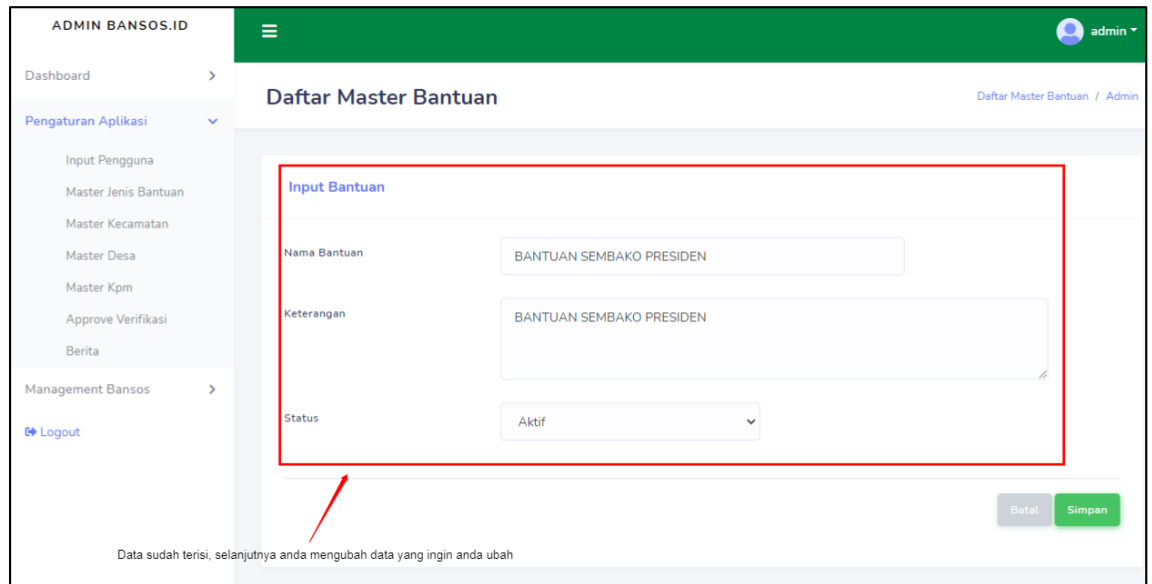 ADMIN BANSOS.ID
admin
Dashboard
Daftar Master Bantuan
Daftar Master Bantuan / Admin
Pengaturan Aplikasi
Input Pengguna
Master Jenis Bantuan
Master Kecamatan
Master Desa
Master Kpm
Approve Verifikasi
Berita
Management Bansos
Logout
Input Bantuan
Nama Bantuan
BANTUAN SEMBAKO PRESIDEN
Keterangan
BANTUAN SEMBAKO PRESIDEN
Status
Aktif
Batal
Simpan
Data sudah terisi, selanjutnya anda mengubah data yang ingin anda ubah